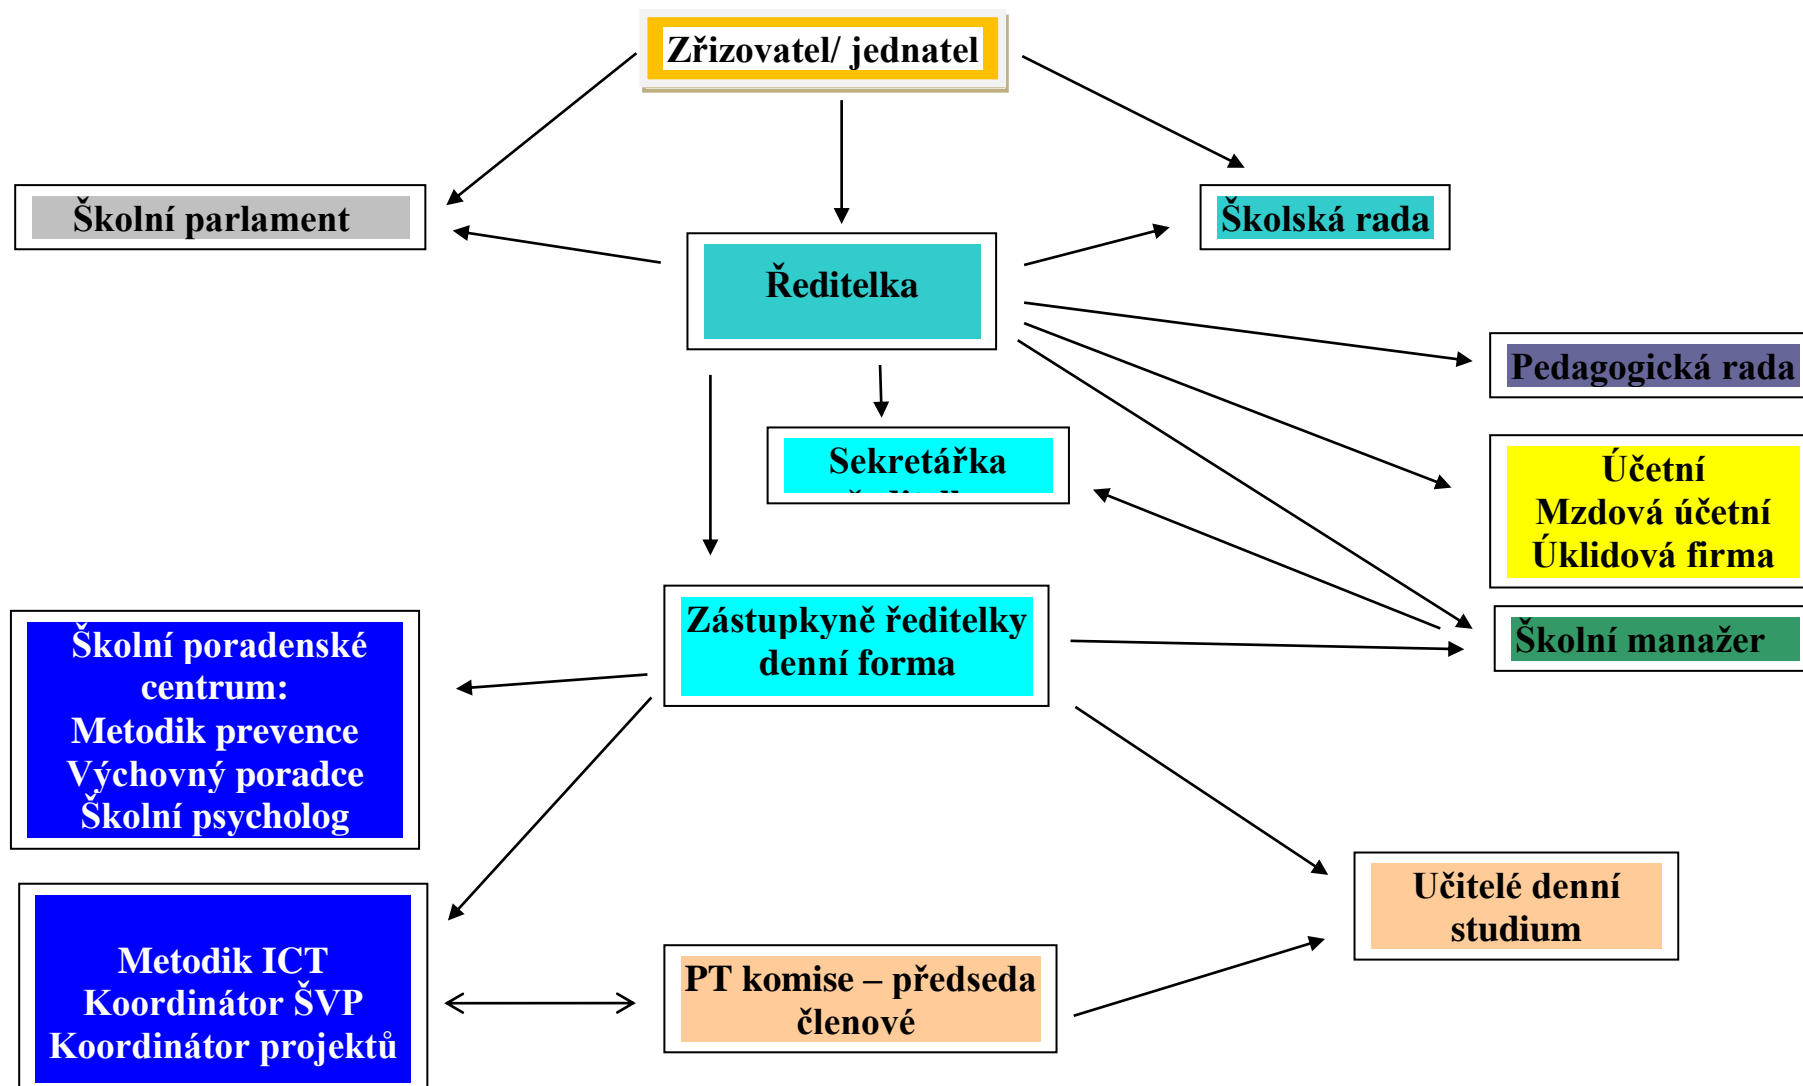 Zřizovatel/ jednatel
Školní parlament
Školská rada
Ředitelka
Pedagogická rada
Sekretářka
Účetní
Mzdová účetní
Úklidová firma
Zástupkyně ředitelky
denní forma
Školní manažer
Školní poradenské
centrum:
Metodik prevence
Výchovný poradce
Školní psycholog
Učitelé denní
studium
Metodik ICT
Koordinátor ŠVP
Koordinátor projektů
PT komise – předseda
členové